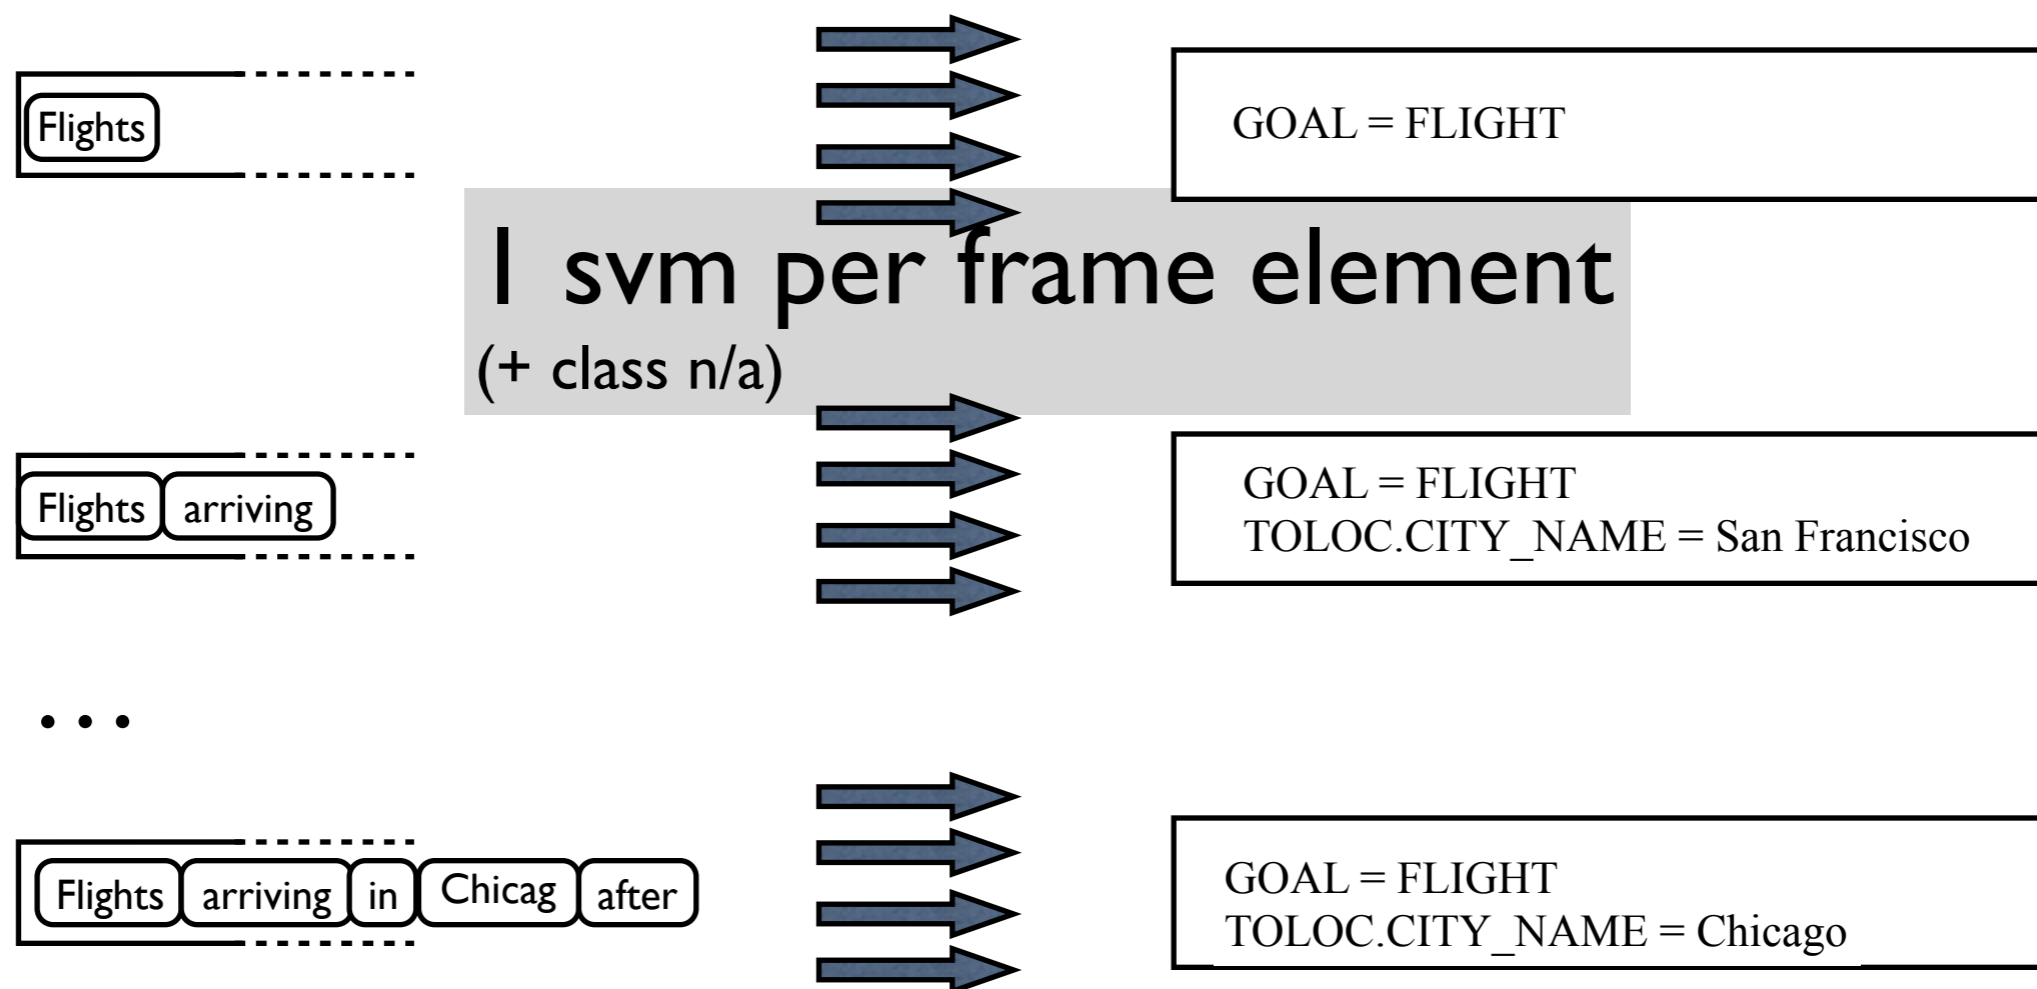 Flights
GOAL = FLIGHT
1 svm per frame element
(+ class n/a)
Flights arriving
GOAL = FLIGHT
TOLOC.CITY_NAME = San Francisco
...
Flights arriving in Chicag after
GOAL = FLIGHT
TOLOC.CITY_NAME = Chicago